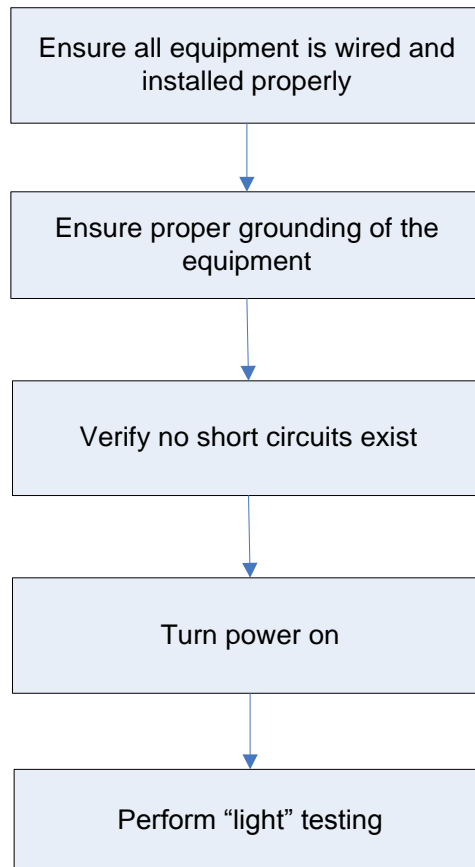 Ensure all equipment is wired and
installed properly
Ensure proper grounding of the
equipment
Verify no short circuits exist
Turn power on
Perform “light” testing